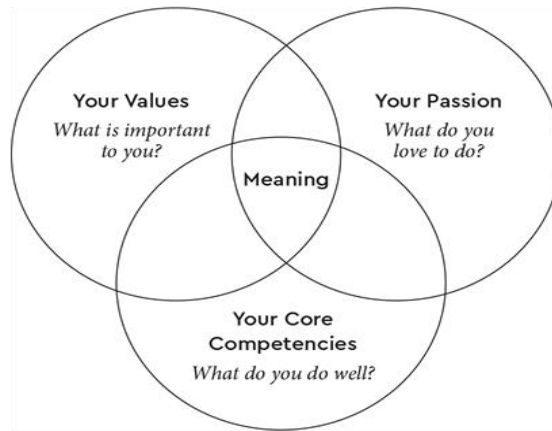 Your Values
What is important
to you?
Your Passion
What do you
love to do?
Meaning
Your Core
Competencies
What do you do well?